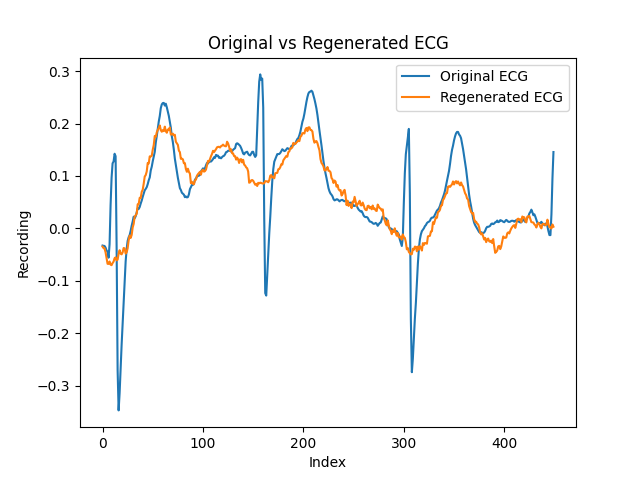 Original vs Regenerated ECG
Original ECG
Regenerated ECG
0.3
0.2
0.1
0.0
−0.1
−0.2
−0.3
Recording
0
100
200
300
400
Index